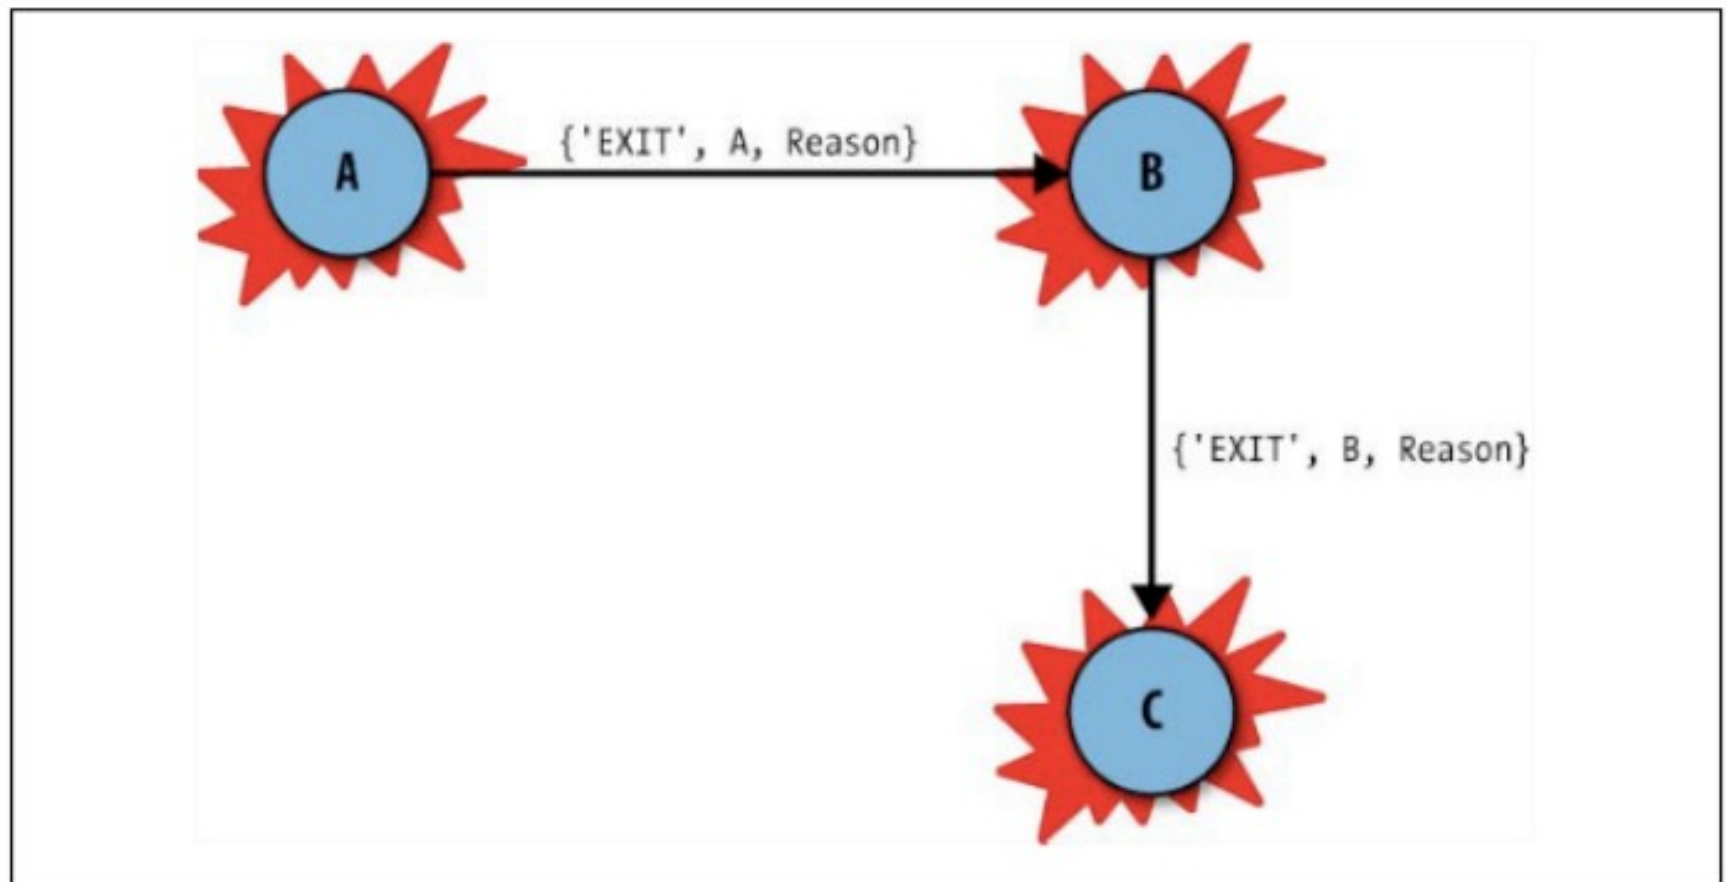 {'EXIT', A, Reason}
A
B
{'EXIT', B, Reason}
C